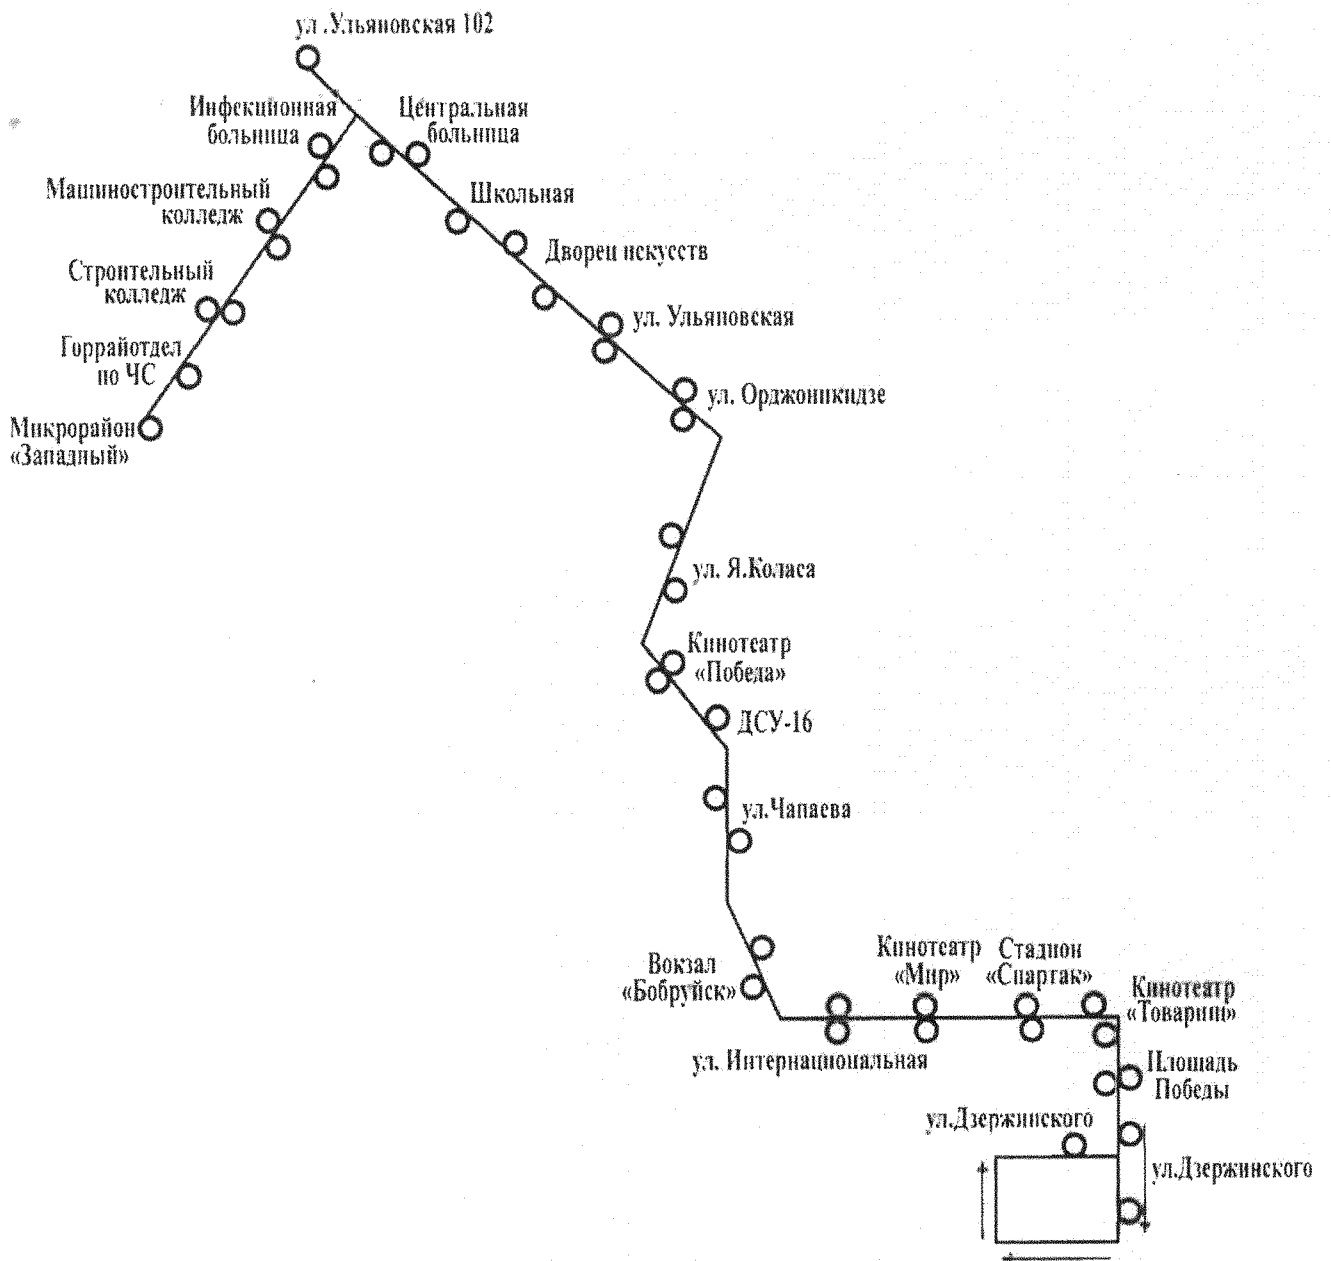 ул .Ульяновская 102
Инфекционная
больница
Центральная
больница
Машиностроительный
колледж
Школьная
Дворец искусств
Строительный
колледж
ул. Ульяновская
Горрайотдел
по ЧС
ул. Орджоникидзе
Микрорайон
«Западный»
ул. Я.Коласа
Кинотеатр
«Победа»
ДСУ-16
ул.Чапаева
Вокзал
«Бобруйск»
Кинотеатр
«Мир»
Стадион
«Спартак»
Кинотеатр
«Товарищ»
ул. Интернациональная
Площадь
Победы
ул.Дзержинского
ул.Дзержинского